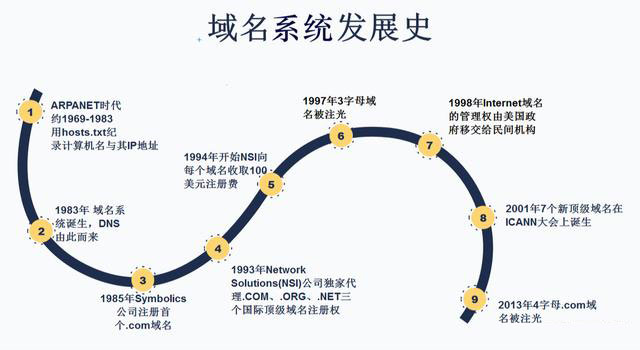 域名系统发展史
1
ARPANET时代
约1969-1983
用hosts.txt纪
录计算机名与其IP地址
2
1983年 域名系
统诞生，DNS
由此而来
3
1985年Symbolics
公司注册首
个.com域名
4
1993年Network
Solutions(NSI)公司独家代
理.COM、.ORG、.NET三
个国际顶级域名注册权
5
1994年开始NSI向
每个域名收取100
美元注册费
6
1997年3字母域
名被注光
7
1998年Internet域名
的管理权由美国政
府移交给民间机构
8
2001年7个新顶级域名在
ICANN大会上诞生
9
2013年4字母.com域
名被注光